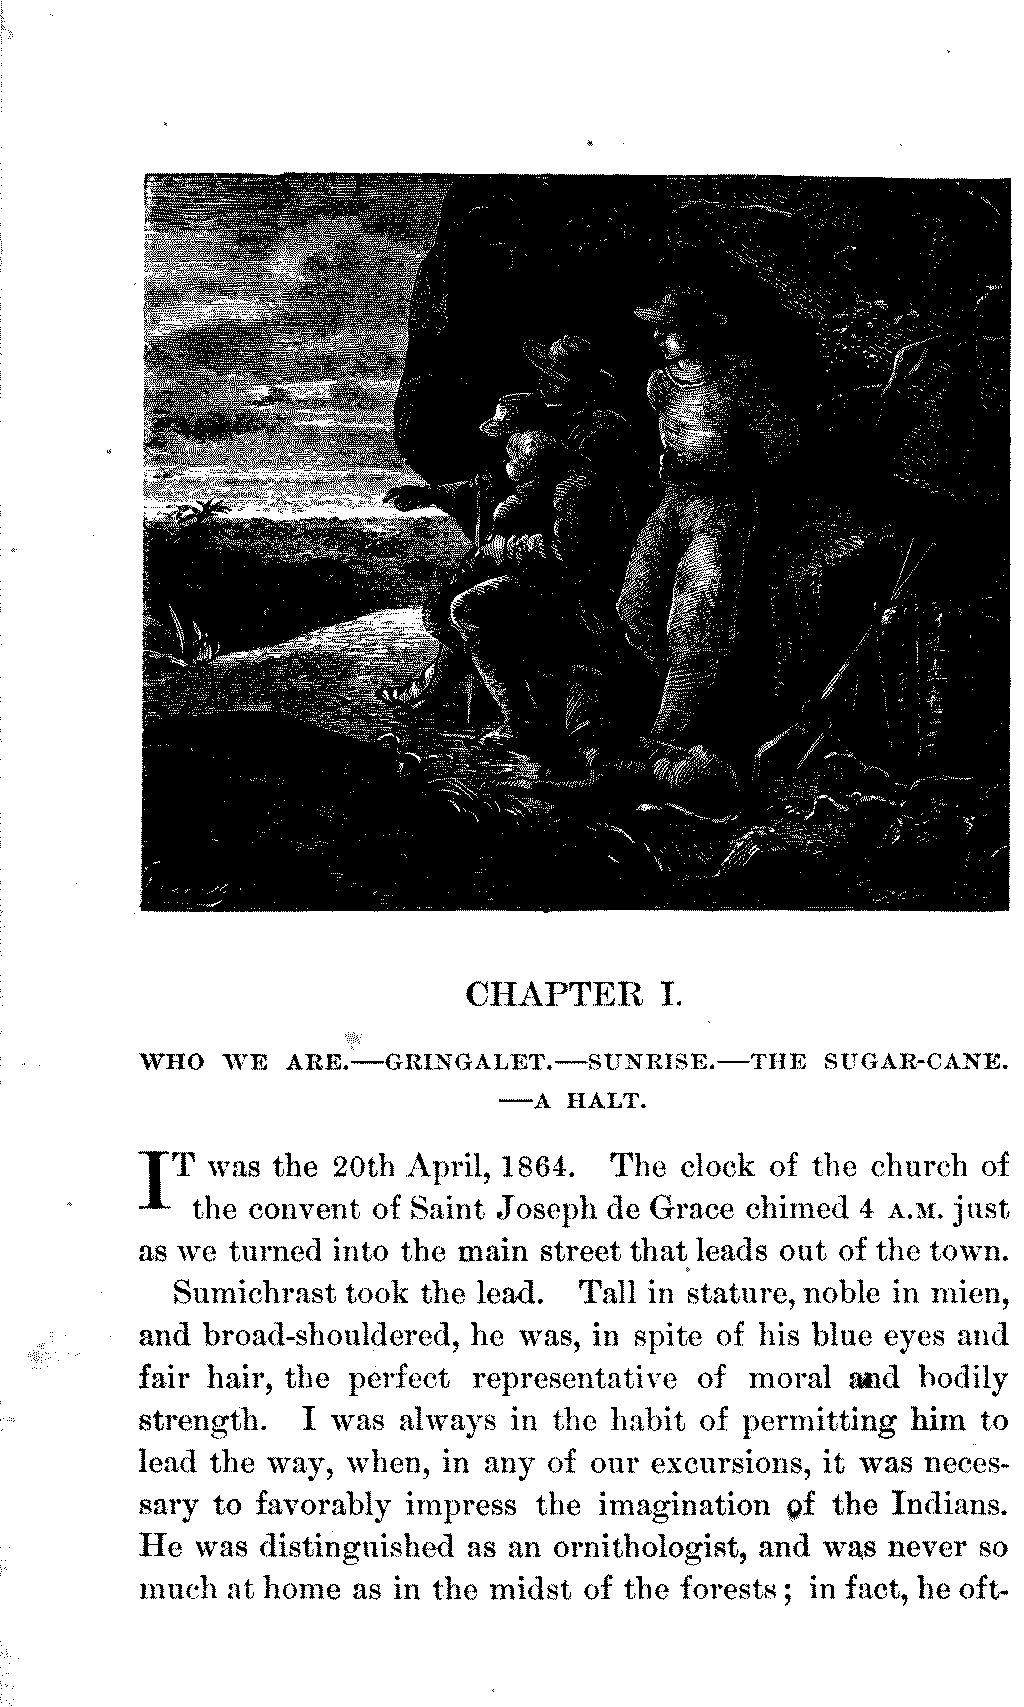 CHAPTER I.
WHO WE ARE.—GRINGALET.—SUNRISE.—THE SUGAR-CANE.
—A HALT.
IT was the 20th April, 1864. The clock of the church of
the convent of Saint Joseph de Grace chimed 4 A.M. just
as we turned into the main street that leads out of the town.
Sumichrast took the lead. Tall in stature, noble in mien,
and broad-shouldered, he was, in spite of his blue eyes and
fair hair, the perfect representative of moral and bodily
strength. I was always in the habit of permitting him to
lead the way, when, in any of our excursions, it was neces-
sary to favorably impress the imagination of the Indians.
He was distinguished as an ornithologist, and was never so
much at home as in the midst of the forests; in fact, he oft-